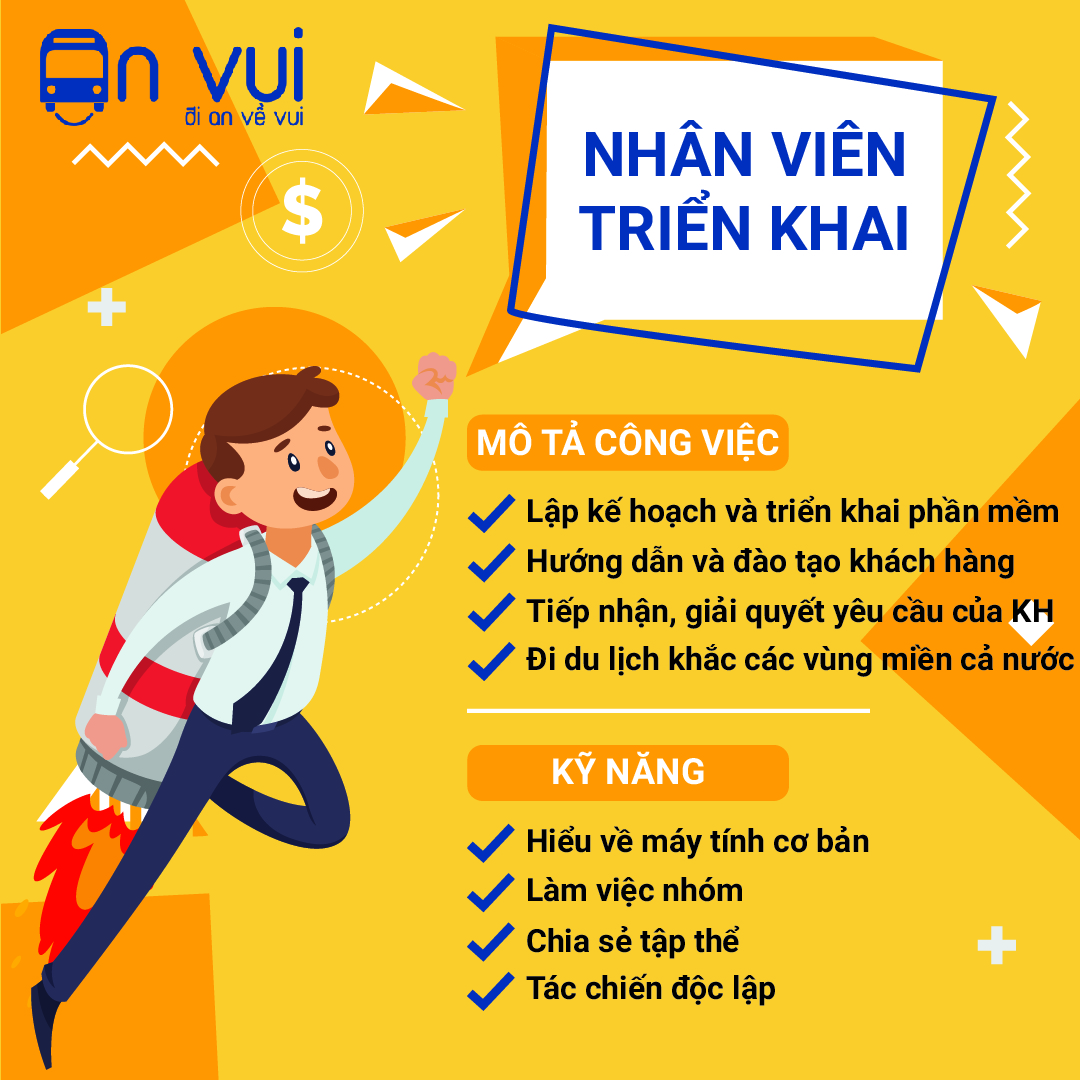 An vui
đi an về vui
$
NHÂN VIÊN
TRIỂN KHAI
MÔ TẢ CÔNG VIỆC
Lập kế hoạch và triển khai phần mềm
Hướng dẫn và đào tạo khách hàng
Tiếp nhận, giải quyết yêu cầu của KH
Đi du lịch khắc các vùng miền cả nước
KỸ NĂNG
Hiểu về máy tính cơ bản
Làm việc nhóm
Chia sẻ tập thể
Tác chiến độc lập